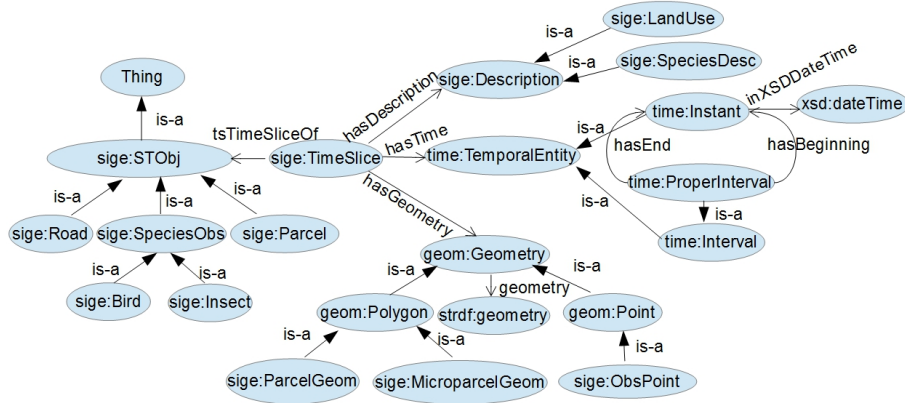 sige:LandUse
is-a
sige:SpeciesDesc
is-a
Thing
hasDescription
sige:Description
inXSDDateTime
time:Instant
xsd:dateTime
is-a
tsTimeSliceOf
hasTime
is-a
hasEnd
hasBeginning
sige:STObj
sige:TimeSlice
time:TemporalEntity
time:ProperInterval
hasGeometry
is-a
is-a
is-a
is-a
is-a
sige:Road
sige:SpeciesObs
sige:Parcel
time:Interval
geom:Geometry
is-a
is-a
is-a
is-a
geometry
sige:Bird
sige:Insect
geom:Polygon
strdf:geometry
geom:Point
is-a
is-a
is-a
sige:ParcelGeom
sige:MicroparcelGeom
sige:ObsPoint